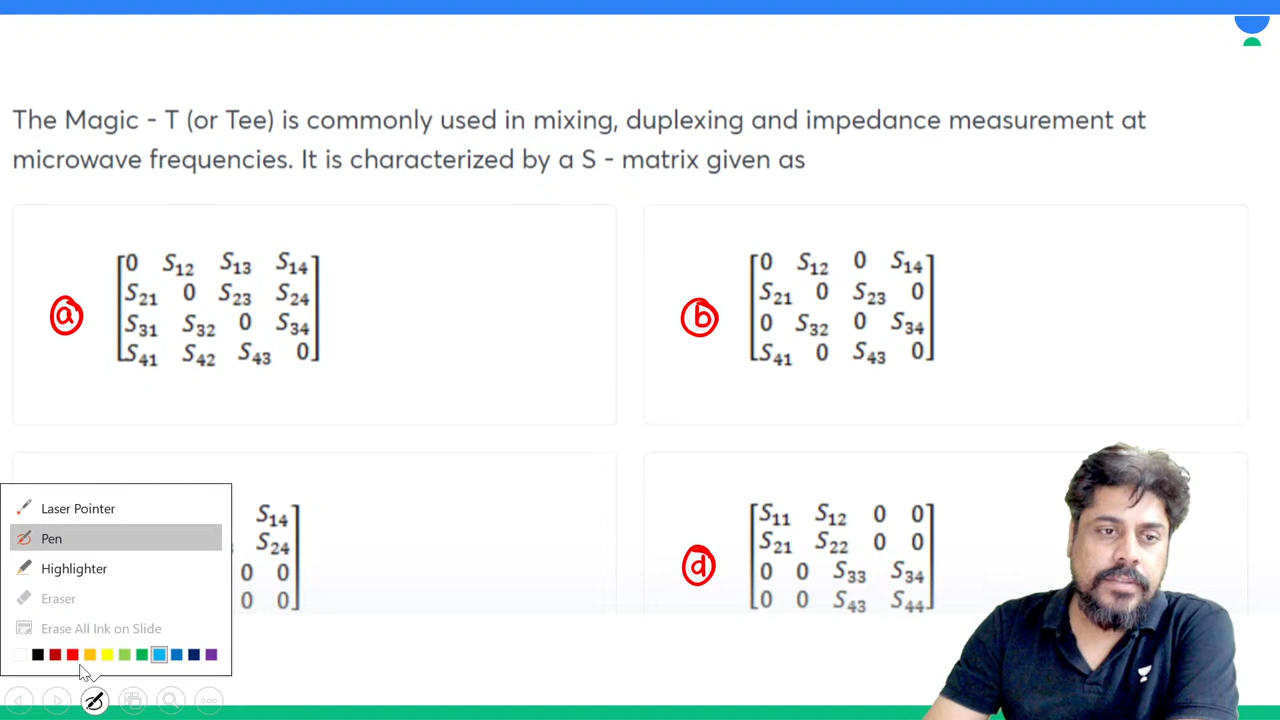 The Magic - T (or Tee) is commonly used in mixing, duplexing and impedance measurement at
microwave frequencies. It is characterized by a S - matrix given as
a
0 S12 S13 S14
S21 0 S23 S24
S31 S32 0 S34
S41 S42 S43 0
b
0 S12 0 S14
S21 0 S23 0
0 S32 0 S34
S41 0 S43 0
S14
S24
0 0
0 0
d
S11 S12 0 0
S21 S22 0 0
0 0 S33 S34
0 0 S43 S44
Laser Pointer
Pen
Highlighter
Eraser
Erase All Ink on Slide